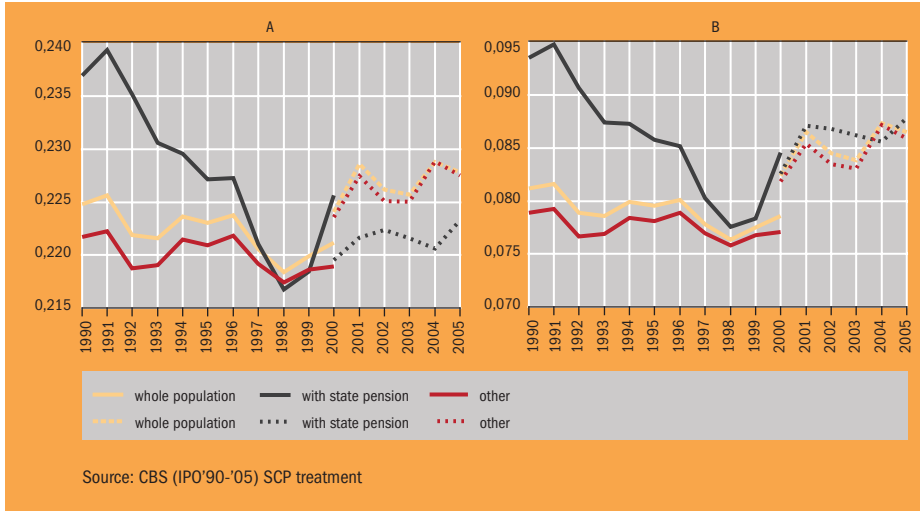 A
0,240
0,235
0,230
0,225
0,220
0,215
1990 1991 1992 1993 1994 1995 1996 1997 1998 1999 2000 2001 2002 2003 2004 2005
B
0,095
0,090
0,085
0,080
0,075
0,070
1990 1991 1992 1993 1994 1995 1996 1997 1998 1999 2000 2001 2002 2003 2004 2005
whole population with state pension other
whole population with state pension other
Source: CBS (IPO'90-'05) SCP treatment